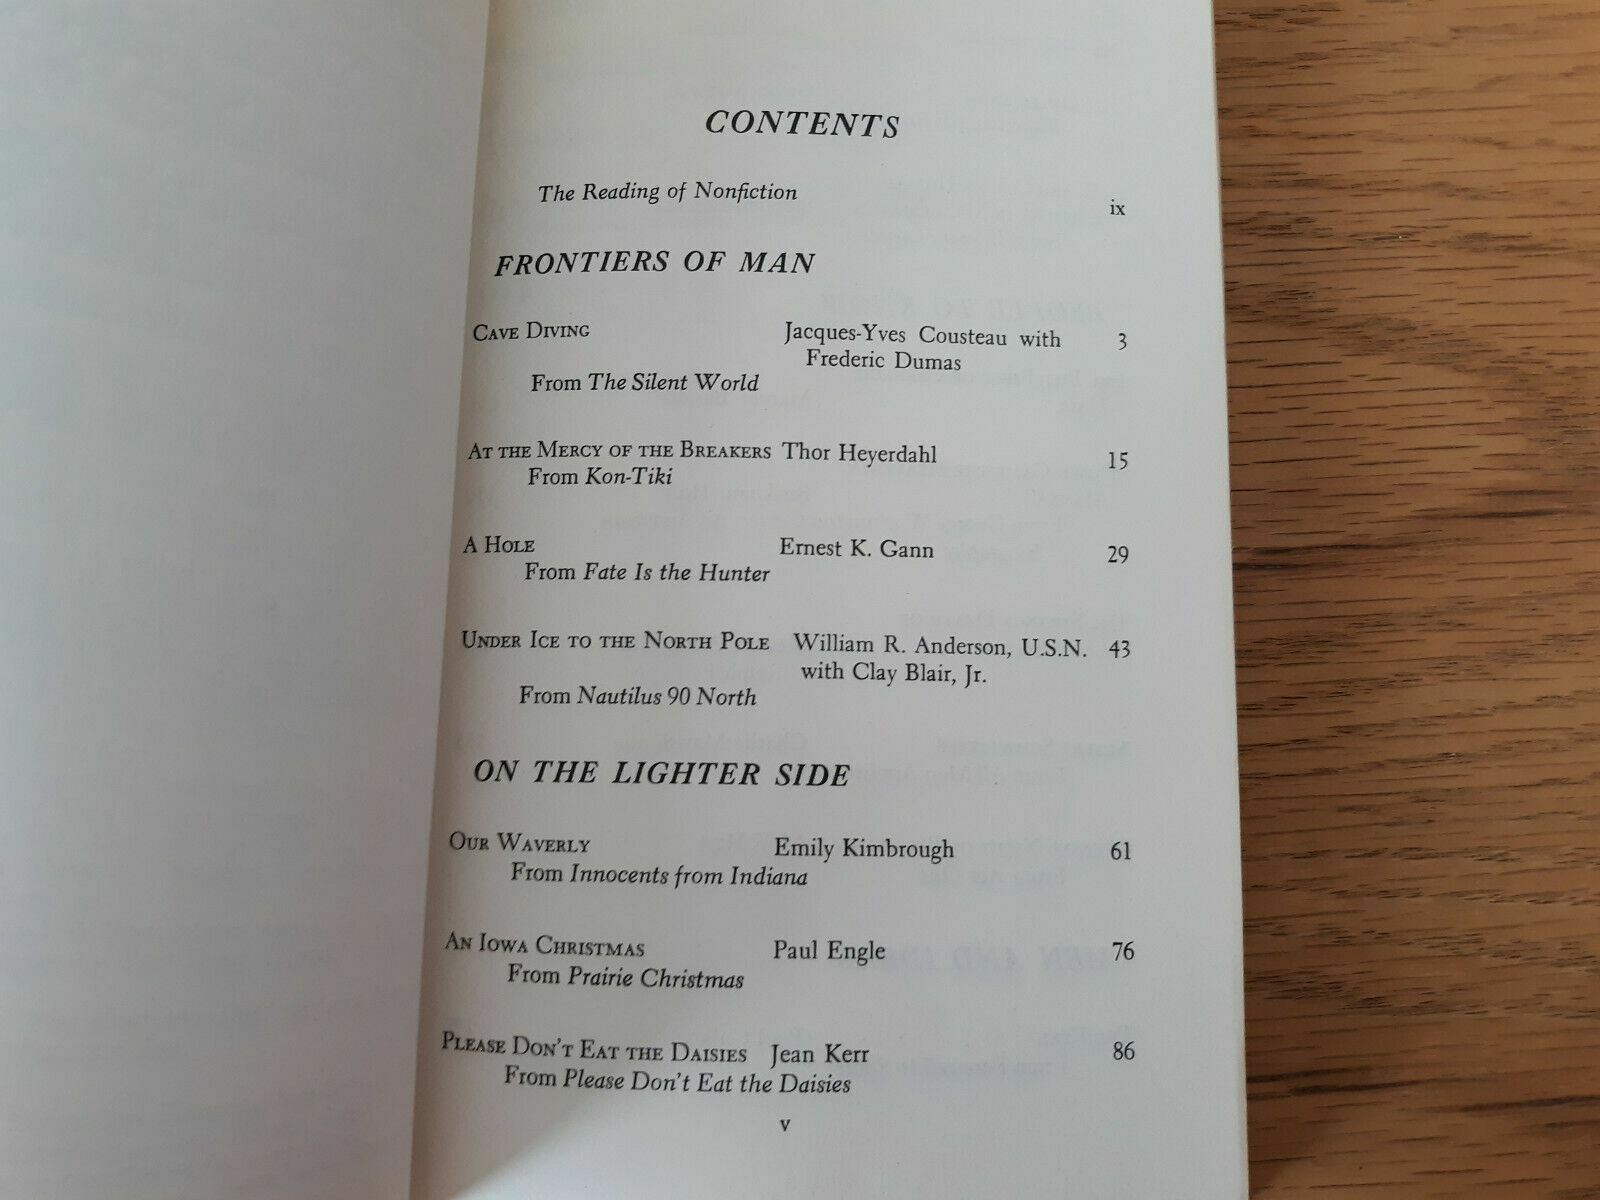 CONTENTS
The Reading of Nonfiction ix
FRONTIERS OF MAN
CAVE DIVING Jacques-Yves Cousteau with 3
Frederic Dumas
From The Silent World
AT THE MERCY OF THE BREAKERS Thor Heyerdahl 15
From Kon-Tiki
A HOLE Ernest K. Gann 29
From Fate Is the Hunter
UNDER ICE TO THE NORTH POLE William R. Anderson, U.S.N. 43
with Clay Blair, Jr.
From Nautilus 90 North
ON THE LIGHTER SIDE
OUR WAVERLY Emily Kimbrough 61
From Innocents from Indiana
AN IOWA CHRISTMAS Paul Engle 76
From Prairie Christmas
PLEASE DON'T EAT THE DAISIES Jean Kerr 86
From Please Don't Eat the Daisies
v